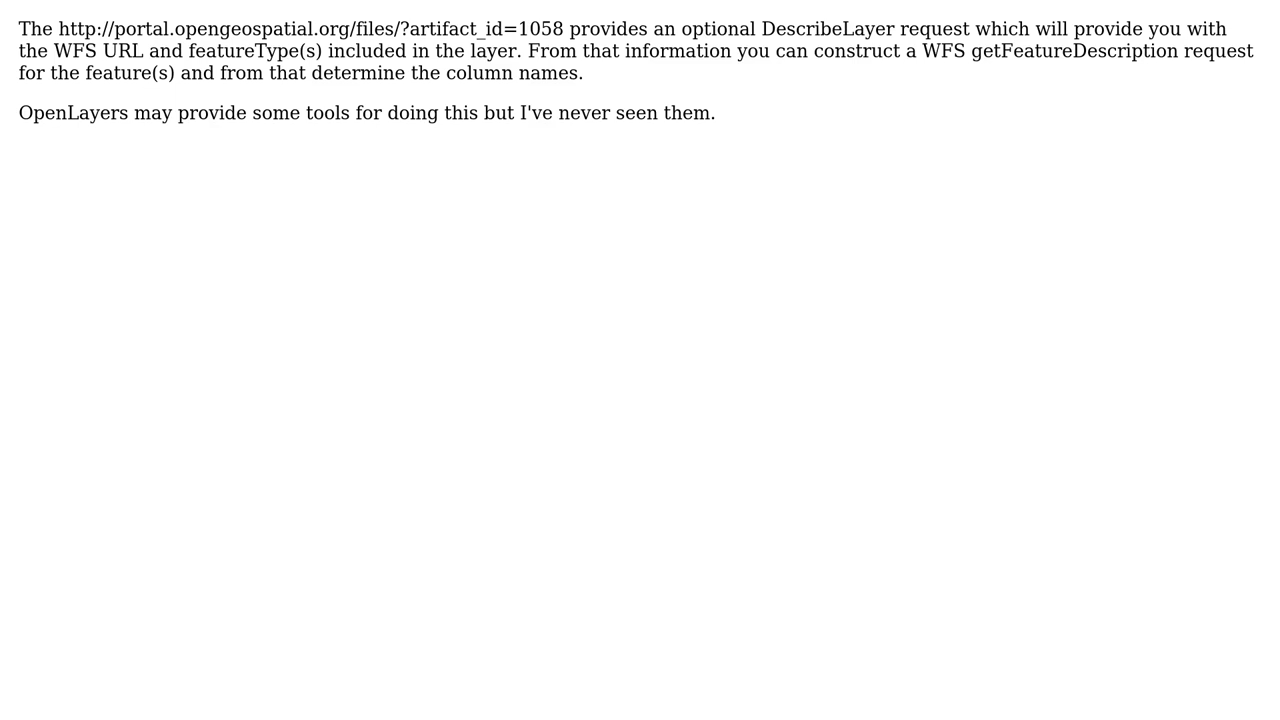 The http://portal.opengeospatial.org/files/?artifact_id=1058 provides an optional DescribeLayer request which will provide you with
the WFS URL and featureType(s) included in the layer. From that information you can construct a WFS getFeatureDescription request
for the feature(s) and from that determine the column names.
OpenLayers may provide some tools for doing this but I've never seen them.